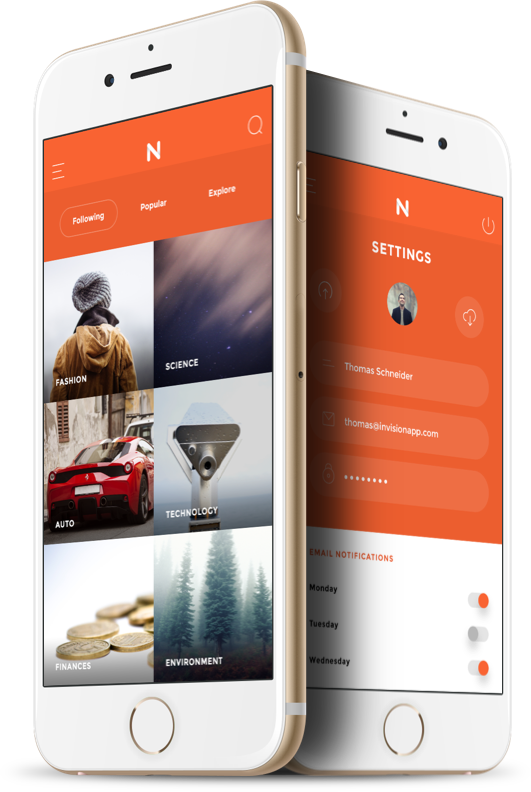 N
Following
Popular
Explore
FASHION
SCIENCE
AUTO
TECHNOLOGY
FINANCES
ENVIRONMENT
N
SETTINGS
Thomas Schneider
thomas@invisionapp.com
EMAIL NOTIFICATIONS
Monday
Tuesday
Wednesday